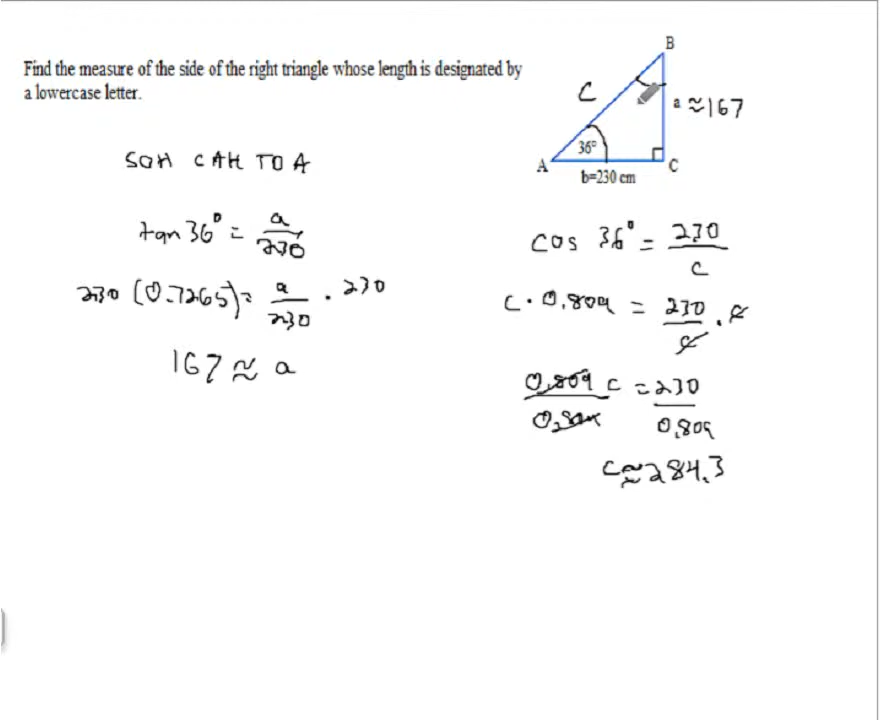 Find the measure of the side of the right triangle whose length is designated by
a lowercase letter.
B
C
a ≈167
36°
A
C
b=230 cm
SOH CAH TOA
tan 36° = a/230
230 (0.7265) = a/230 · 230
167 ≈ a
cos 36° = 230/c
c · 0.809 = 230/c · c
0.809 c/0.809 = 230/0.809
c ≈ 284.3